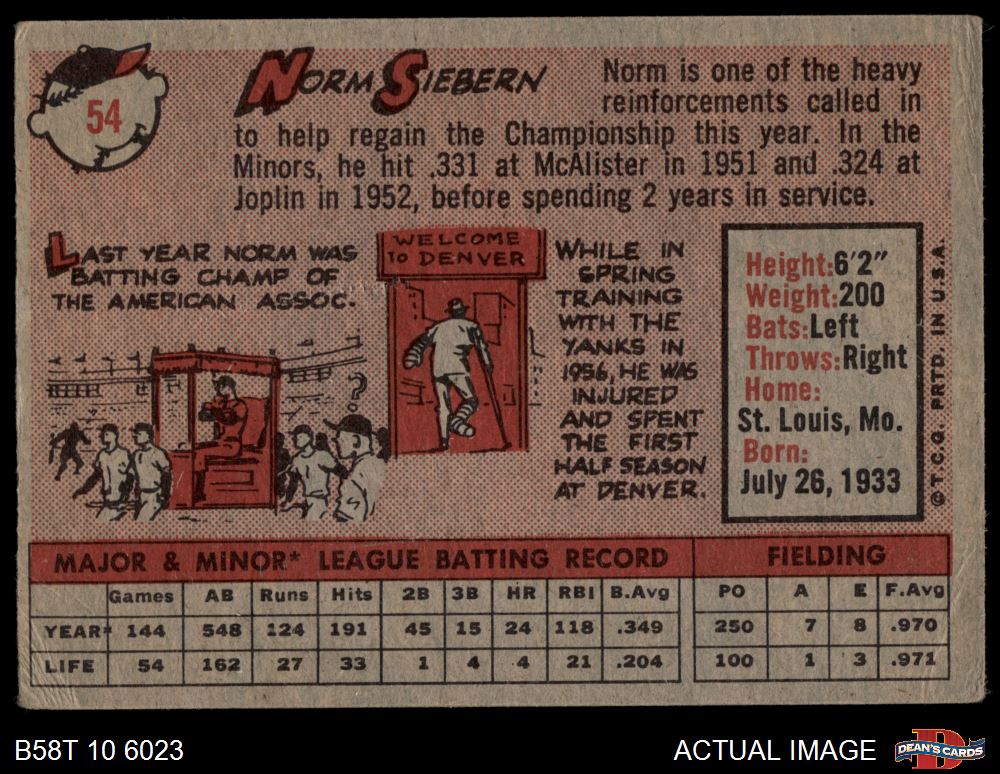 54
NORM SIEBERN
Norm is one of the heavy
reinforcements called in
to help regain the Championship this year. In the
Minors, he hit .331 at McAlister in 1951 and .324 at
Joplin in 1952, before spending 2 years in service.
LAST YEAR NORM WAS
BATTING CHAMP OF
THE AMERICAN ASSOC.
?
WELCOME
TO DENVER
WHILE IN
SPRING
TRAINING
WITH THE
YANKS IN
1956, HE WAS
INJURED
AND SPENT
THE FIRST
HALF SEASON
AT DENVER.
Height:6'2"
Weight:200
Bats:Left
Throws:Right
Home:
St. Louis, Mo.
Born:
July 26, 1933
©T.C.G. PRTD. IN U.S.A.
MAJOR & MINOR* LEAGUE BATTING RECORD FIELDING
Games AB Runs Hits 2B 3B HR RBI B.Avg PO A E F.Avg
YEAR* 144 548 124 191 45 15 24 118 .349 250 7 8 .970
LIFE 54 162 27 33 1 4 4 21 .204 100 1 3 .971
B58T 10 6023
ACTUAL IMAGE
D
DEAN'S CARDS